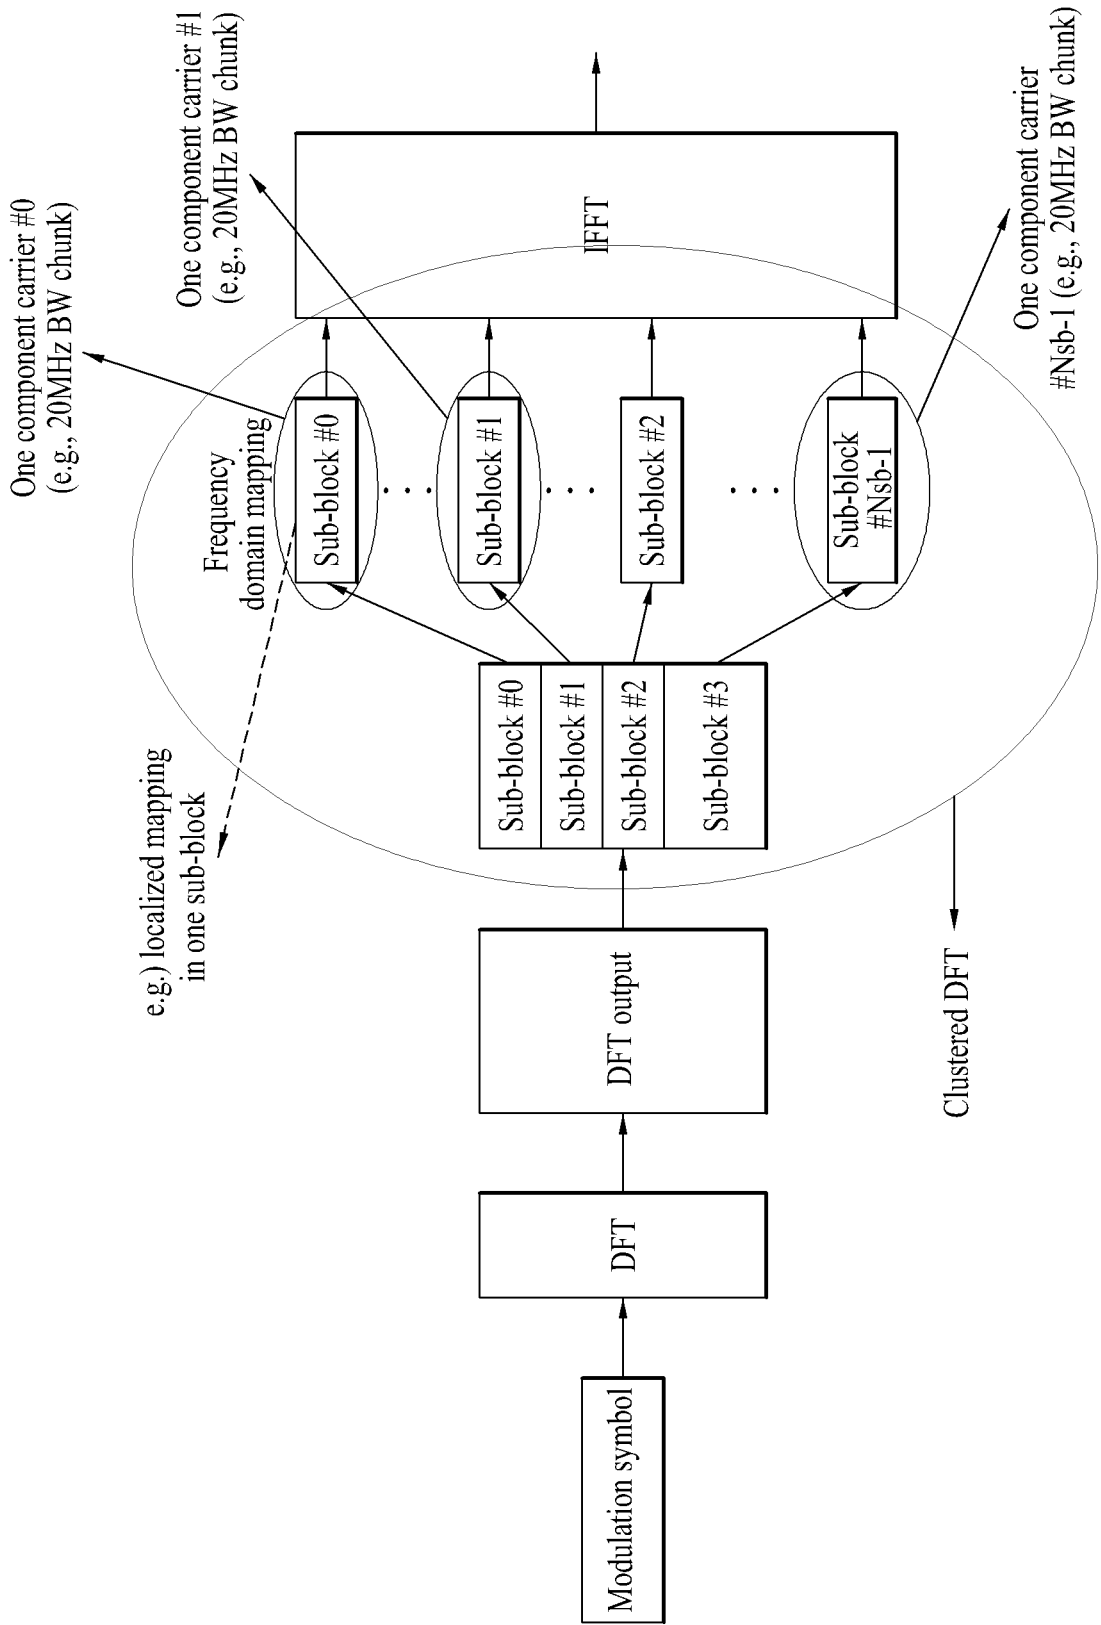 Modulation symbol
DFT
DFT output
Sub-block #0
Sub-block #1
Sub-block #2
Sub-block #3
Clustered DFT
e.g.) localized mapping
in one sub-block
Frequency
domain mapping
Sub-block #0
Sub-block #1
Sub-block #2
Sub-block
#Nsb-1
IFFT
One component carrier #0
(e.g., 20MHz BW chunk)
One component carrier #1
(e.g., 20MHz BW chunk)
One component carrier
#Nsb-1 (e.g., 20MHz BW chunk)